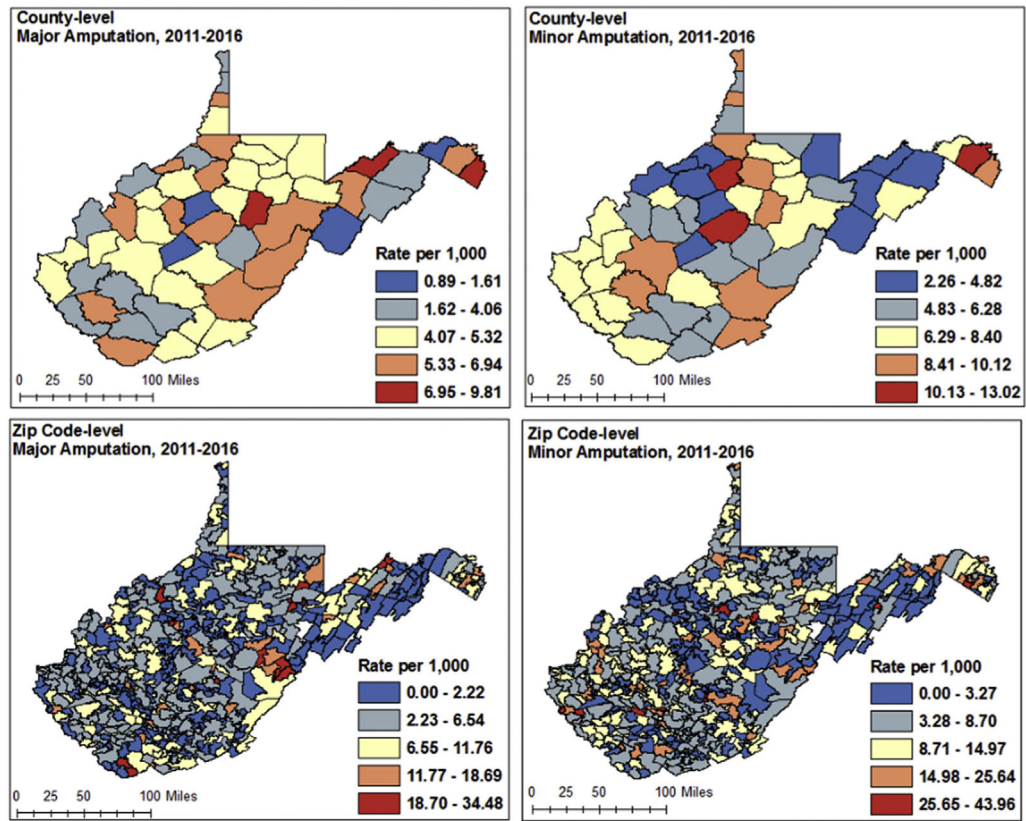 County-level
Major Amputation, 2011-2016
Rate per 1,000
0.89 - 1.61
1.62 - 4.06
4.07 - 5.32
5.33 - 6.94
6.95 - 9.81
0 25 50 100 Miles
County-level
Minor Amputation, 2011-2016
Rate per 1,000
2.26 - 4.82
4.83 - 6.28
6.29 - 8.40
8.41 - 10.12
10.13 - 13.02
0 25 50 100 Miles
Zip Code-level
Major Amputation, 2011-2016
Rate per 1,000
0.00 - 2.22
2.23 - 6.54
6.55 - 11.76
11.77 - 18.69
18.70 - 34.48
0 25 50 100 Miles
Zip Code-level
Minor Amputation, 2011-2016
Rate per 1,000
0.00 - 3.27
3.28 - 8.70
8.71 - 14.97
14.98 - 25.64
25.65 - 43.96
0 25 50 100 Miles